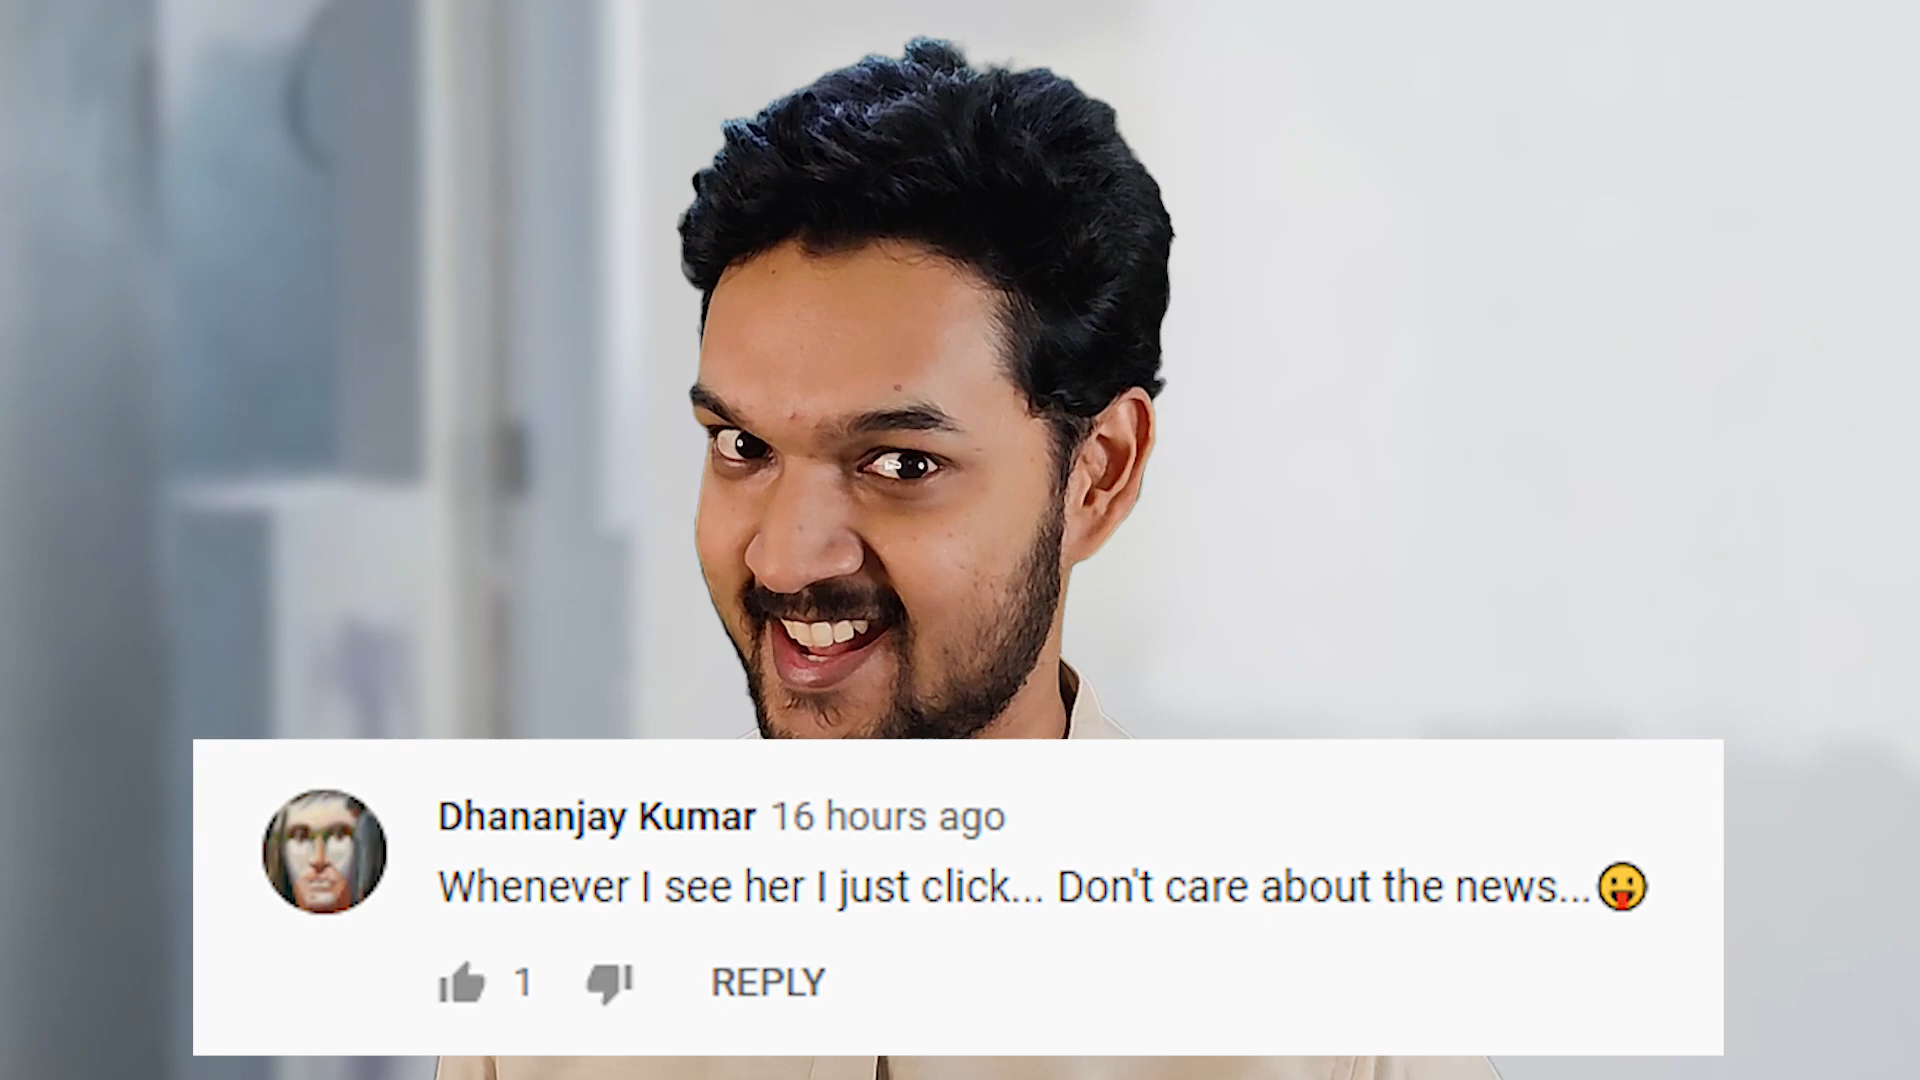 Dhananjay Kumar 16 hours ago
Whenever I see her I just click... Don't care about the news...😛
1 REPLY